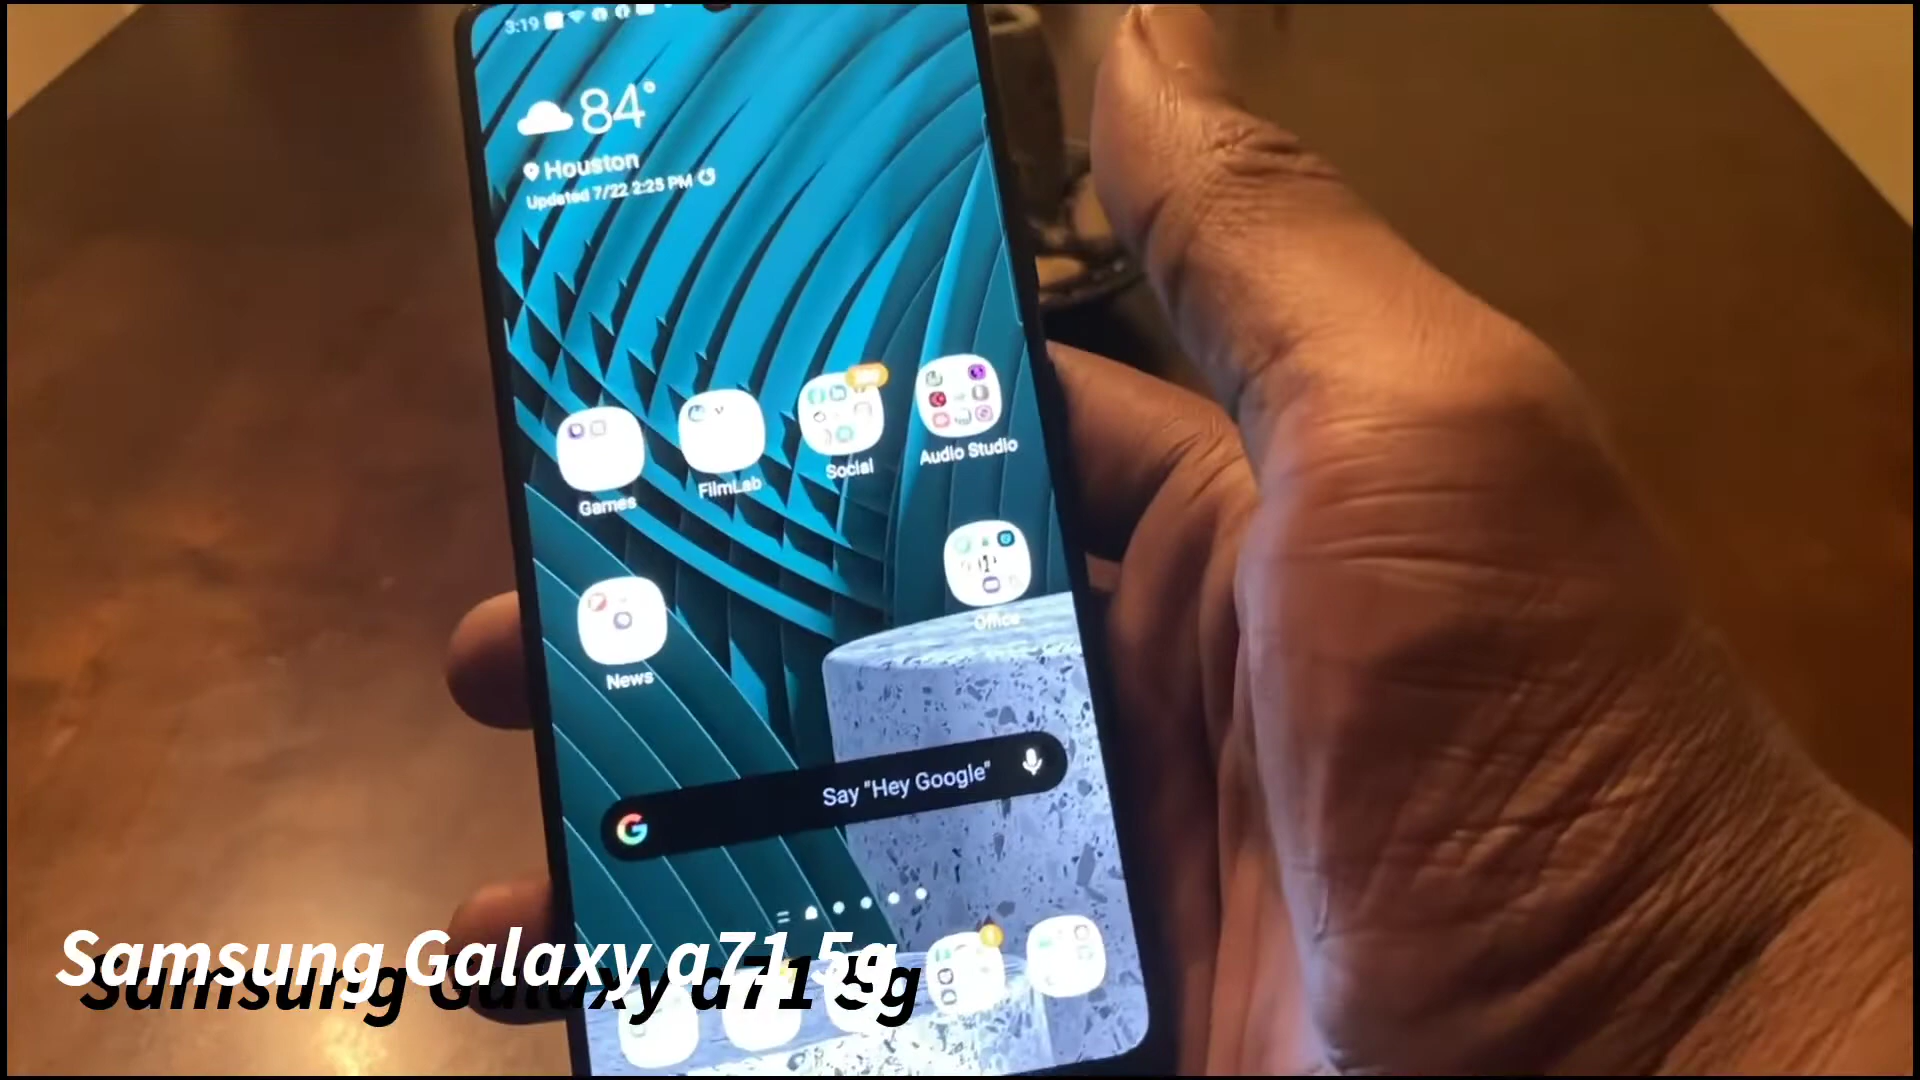 3:19
84°
Houston
Updated 7/22 2:25 PM
Games
FilmLab
Social
Audio Studio
News
Office
G
Say "Hey Google"
Samsung Galaxy a71 5g